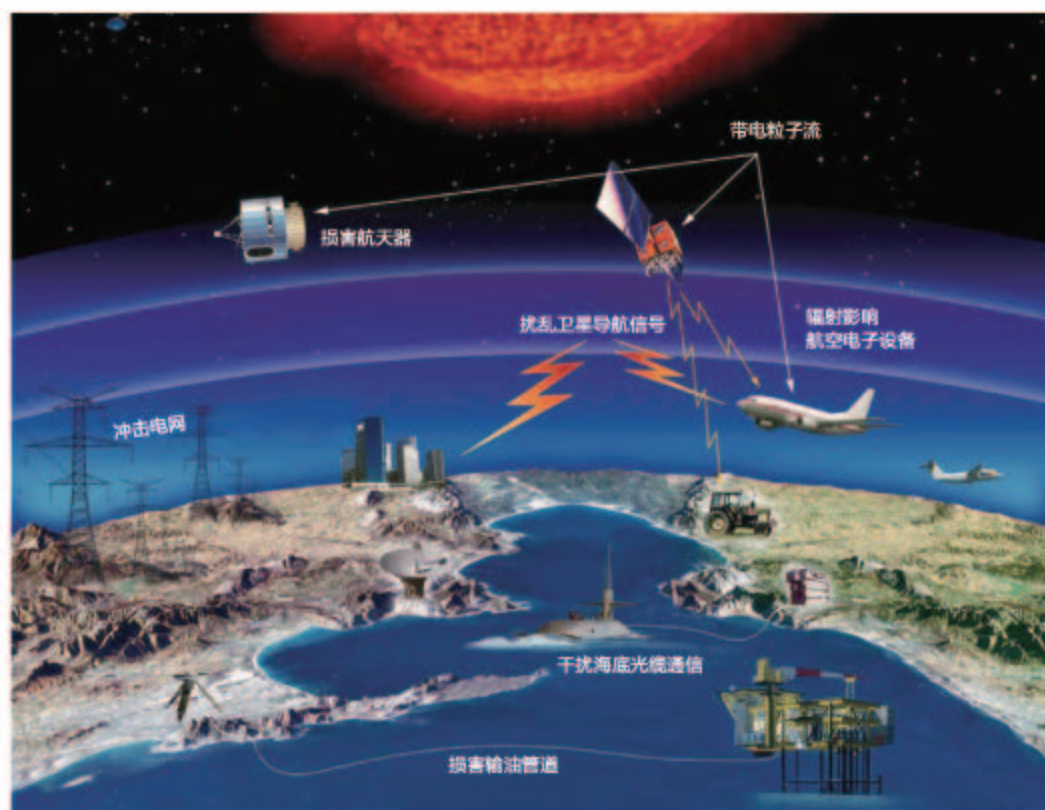 带电粒子流
损害航天器
扰乱卫星导航信号
辐射影响
航空电子设备
冲击电网
干扰海底光缆通信
损害输油管道